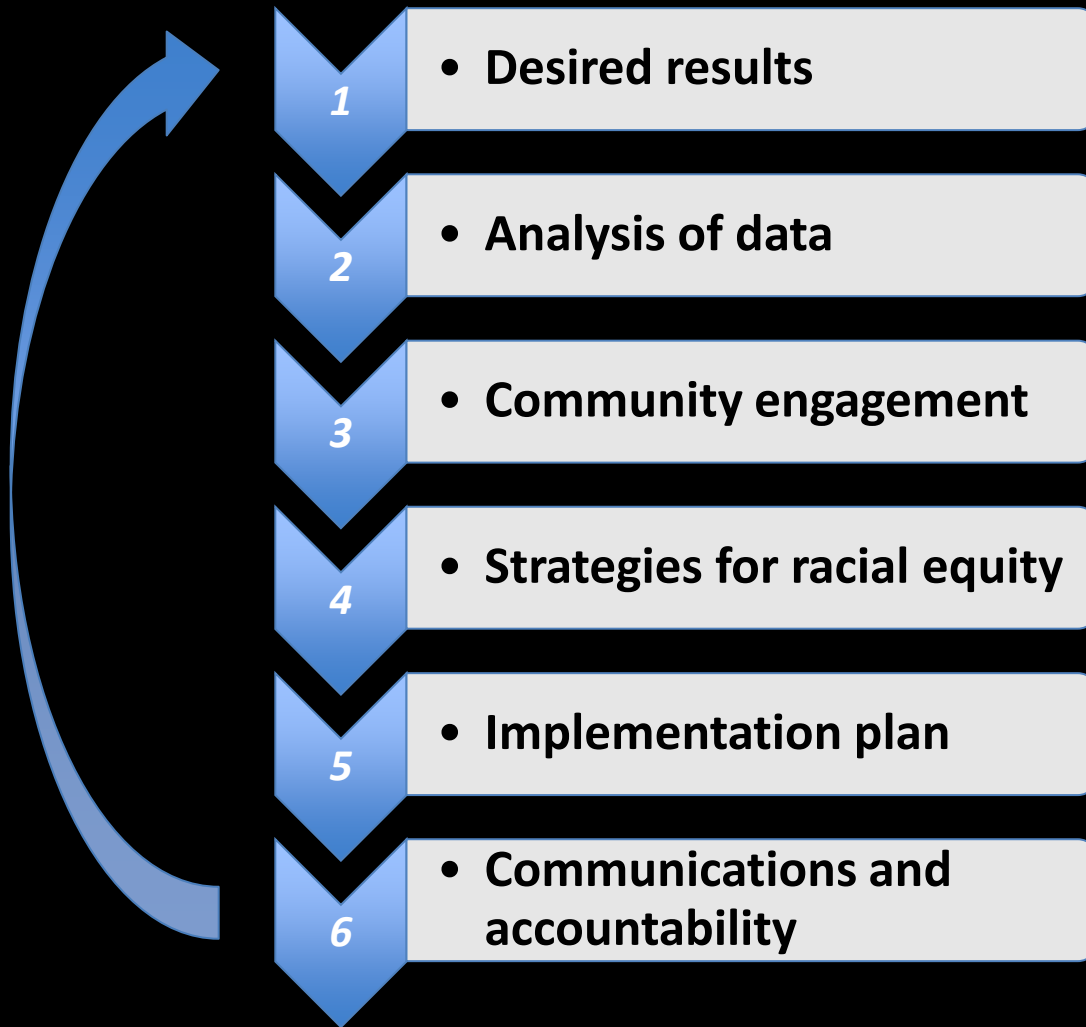 1
• Desired results
2
• Analysis of data
3
• Community engagement
4
• Strategies for racial equity
5
• Implementation plan
6
• Communications and
accountability